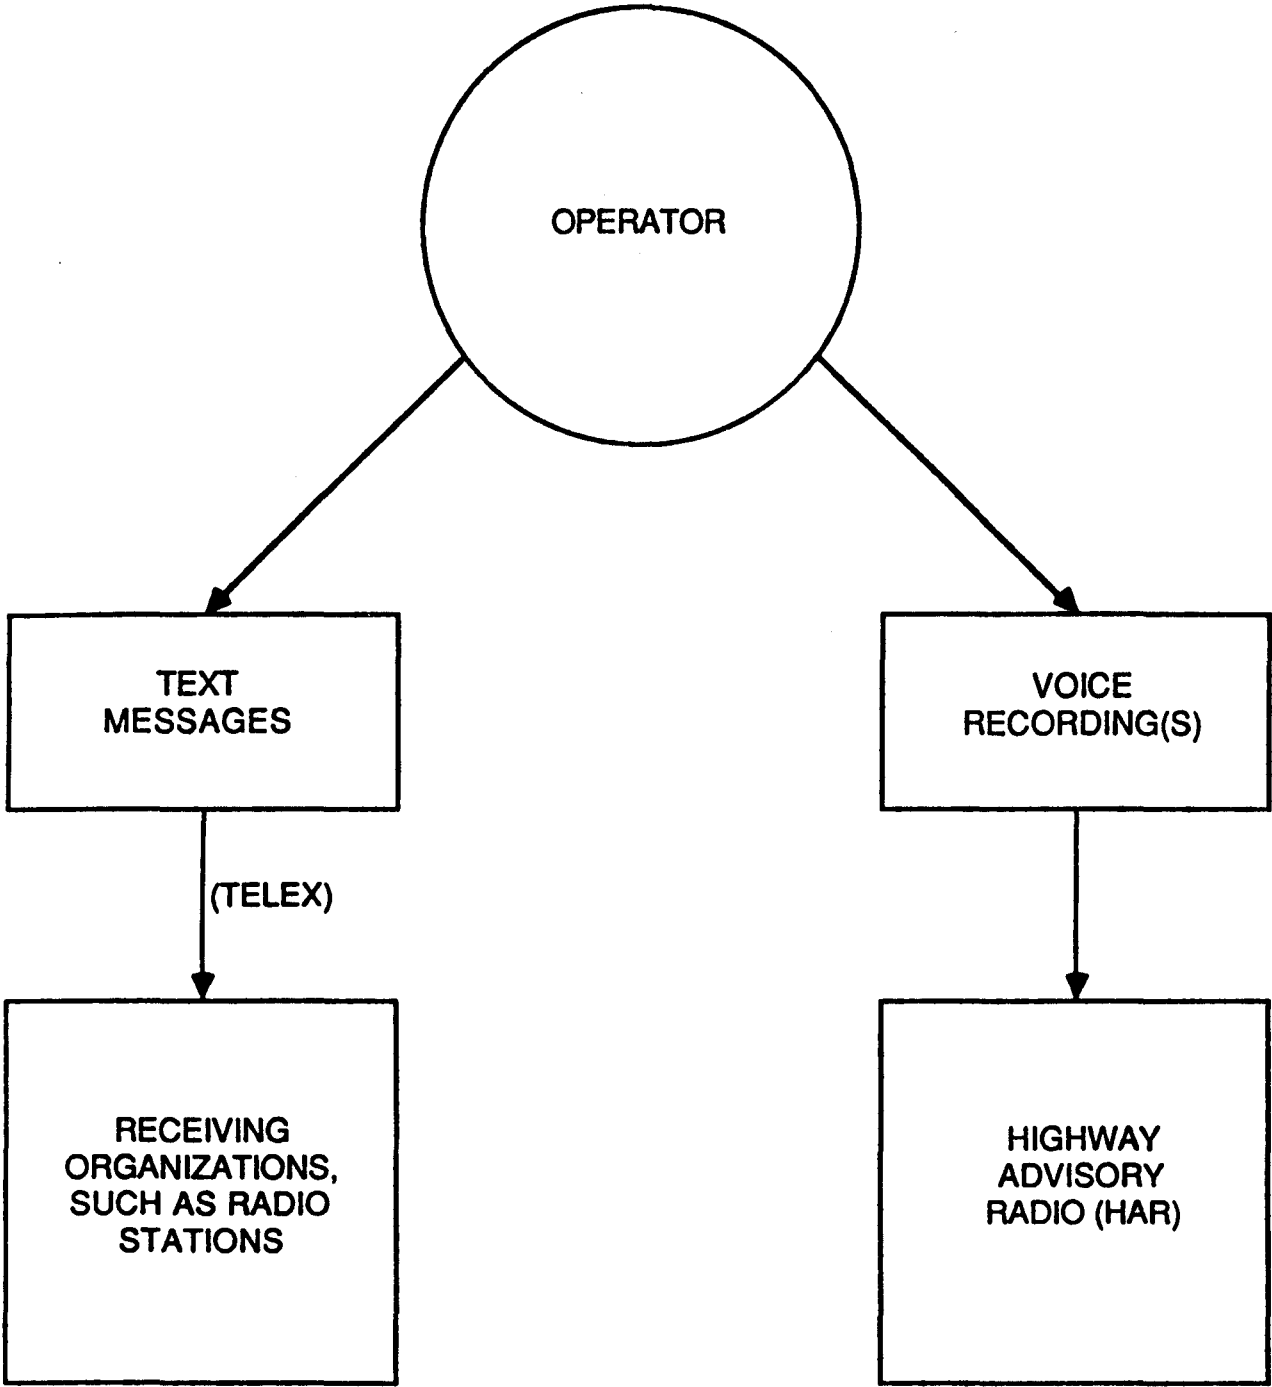 OPERATOR
TEXT
MESSAGES
VOICE
RECORDING(S)
(TELEX)
RECEIVING
ORGANIZATIONS,
SUCH AS RADIO
STATIONS
HIGHWAY
ADVISORY
RADIO (HAR)